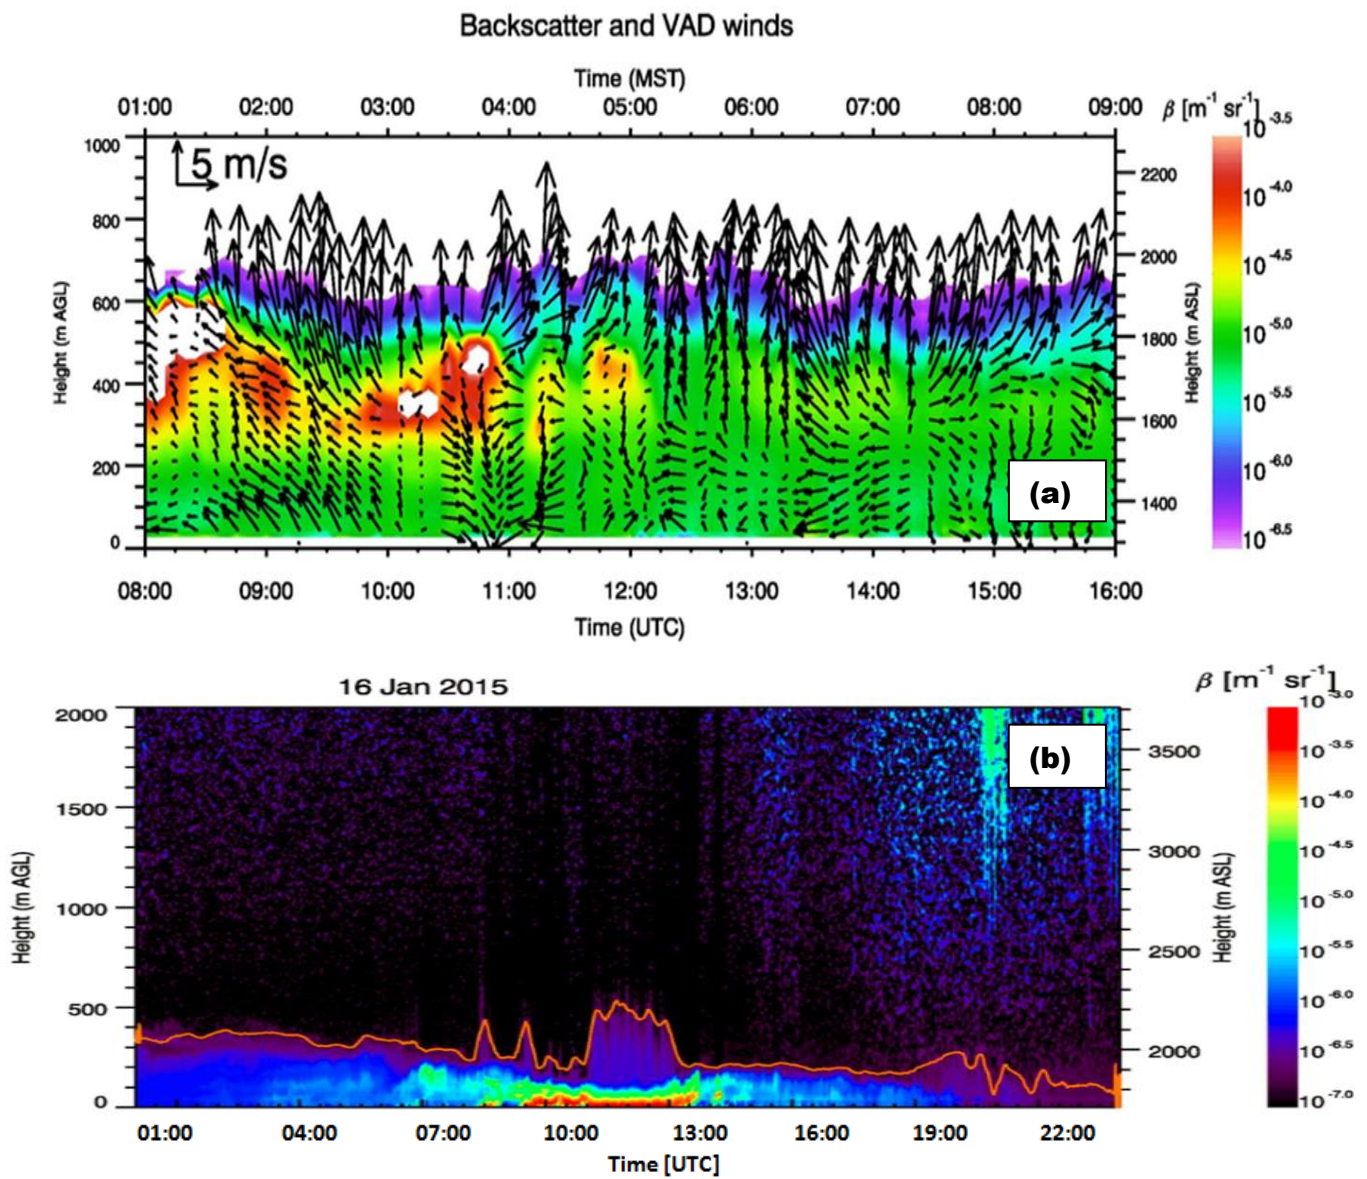 Backscatter and VAD winds
Time (MST)
01:00 02:00 03:00 04:00 05:00 06:00 07:00 08:00 09:00
β [m-1 sr-1]
5 m/s
1000
800
600
400
200
0
Height (m AGL)
2200
2000
1800
1600
1400
Height (m ASL)
10-3.5
10-4.0
10-4.5
10-5.0
10-5.5
10-6.0
10-6.5
(a)
08:00 09:00 10:00 11:00 12:00 13:00 14:00 15:00 16:00
Time (UTC)
16 Jan 2015
β [m-1 sr-1]
2000
1500
1000
500
0
Height (m AGL)
(b)
3500
3000
2500
2000
Height (m ASL)
10-3.0
10-3.5
10-4.0
10-4.5
10-5.0
10-5.5
10-6.0
10-6.5
10-7.0
01:00 04:00 07:00 10:00 13:00 16:00 19:00 22:00
Time [UTC]